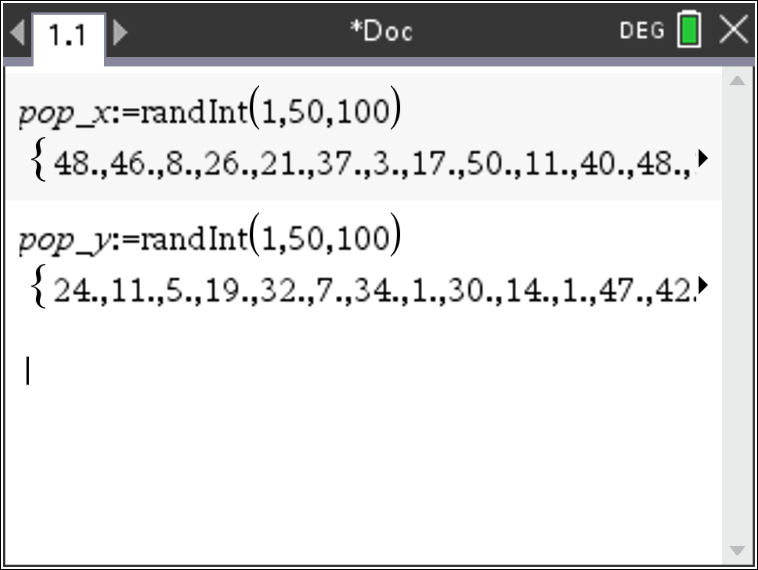 1.1 *Doc DEG
pop_x:=randInt(1,50,100)
{48.,46.,8.,26.,21.,37.,3.,17.,50.,11.,40.,48.,
pop_y:=randInt(1,50,100)
{24.,11.,5.,19.,32.,7.,34.,1.,30.,14.,1.,47.,42.